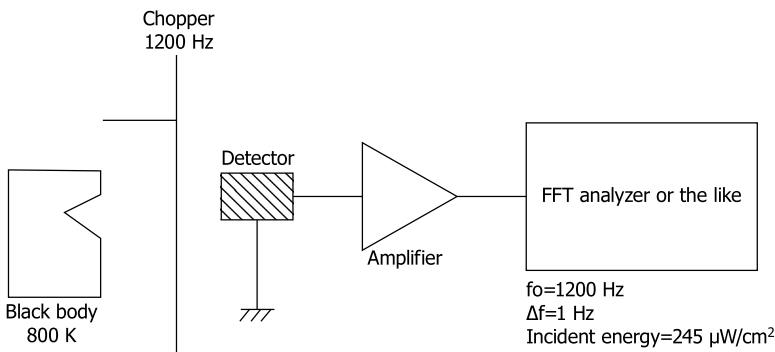 Chopper
1200 Hz
Detector
FFT analyzer or the like
Amplifier
Black body
800 K
fo=1200 Hz
Δf=1 Hz
Incident energy=245 μW/cm²